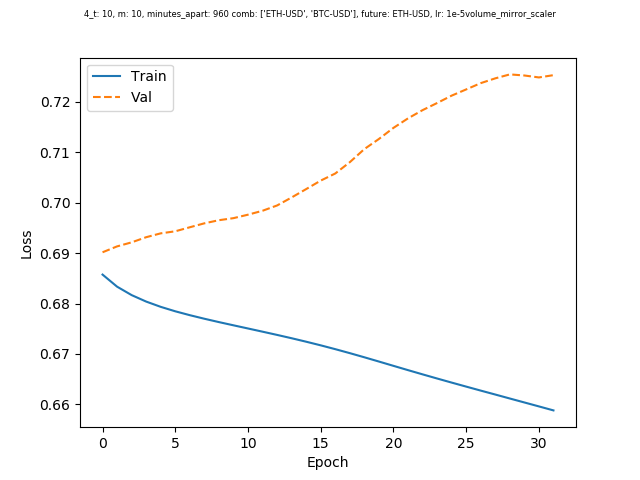 4_t: 10, m: 10, minutes_apart: 960 comb: ['ETH-USD', 'BTC-USD'], future: ETH-USD, lr: 1e-5volume_mirror_scaler
Train
Val
0.72
0.71
0.70
0.69
0.68
0.67
0.66
Loss
0 5 10 15 20 25 30
Epoch